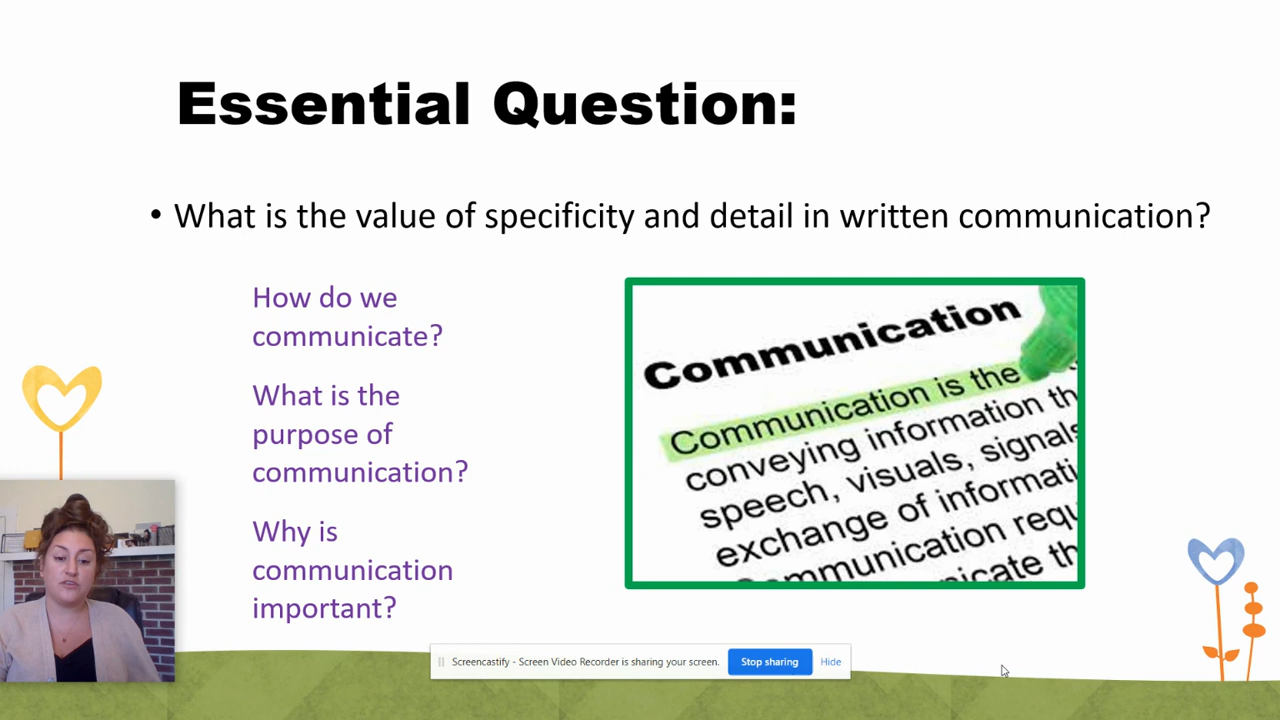 Essential Question:
• What is the value of specificity and detail in written communication?
How do we
communicate?
What is the
purpose of
communication?
Why is
communication
important?
Communication
Communication is the
conveying information
speech, visuals, signals
exchange of
Communication
Screencastify - Screen Video Recorder is sharing your screen.
Stop sharing
Hide